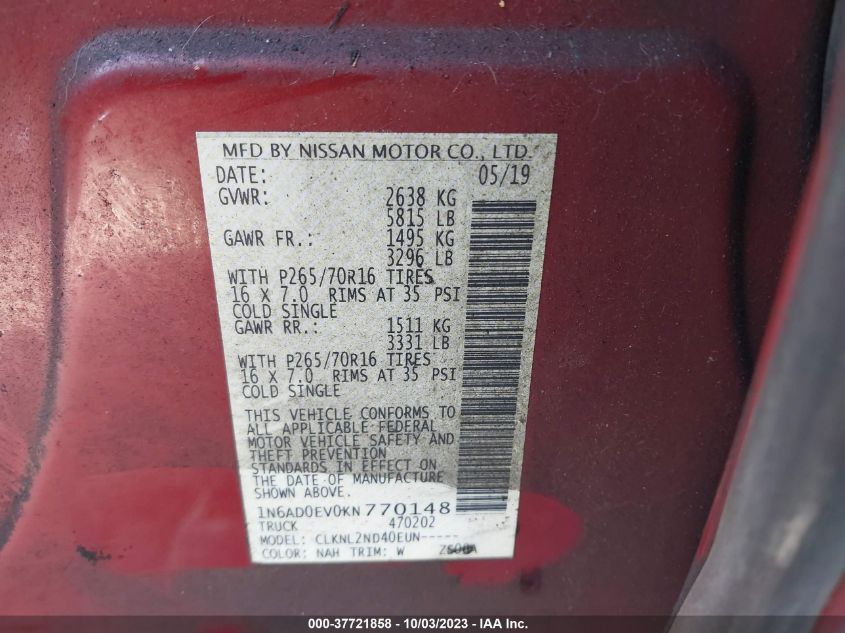 MFD BY NISSAN MOTOR CO., LTD.
DATE: 05/19
GVWR: 2638 KG
5815 LB
GAWR FR.: 1495 KG
3296 LB
WITH P265/70R16 TIRES
16 X 7.0 RIMS AT 35 PSI
COLD SINGLE
GAWR RR.: 1511 KG
3331 LB
WITH P265/70R16 TIRES
16 X 7.0 RIMS AT 35 PSI
COLD SINGLE
THIS VEHICLE CONFORMS TO
ALL APPLICABLE FEDERAL
MOTOR VEHICLE SAFETY AND
THEFT PREVENTION
STANDARDS IN EFFECT ON
THE DATE OF MANUFACTURE
SHOWN ABOVE.
1N6AD0EV0KN770148
TRUCK 470202
MODEL: CLKNL2ND40EUN-----
COLOR: NAH TRIM: W
000-37721858 - 10/03/2023 - IAA Inc.